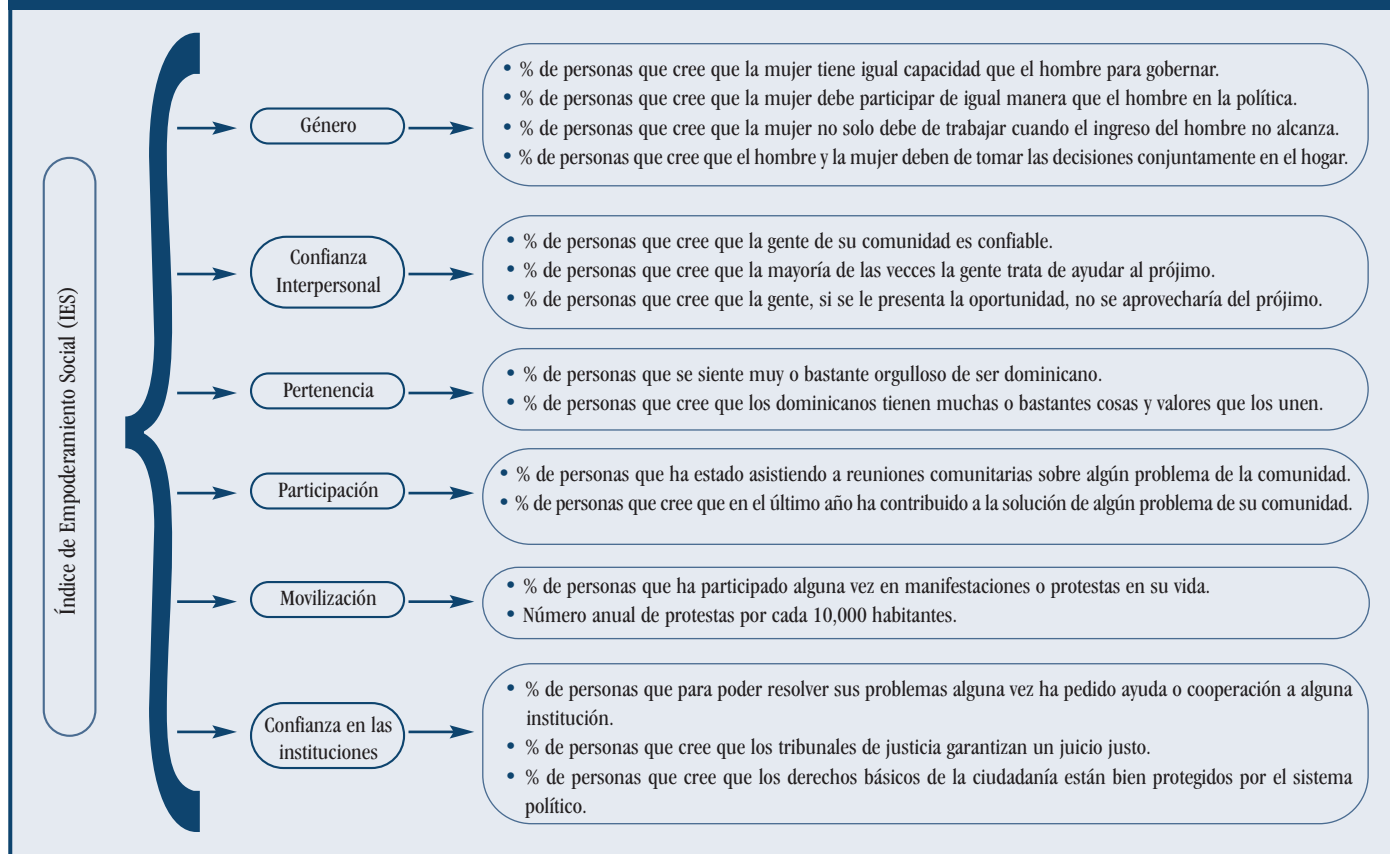 Índice de Empoderamiento Social (IES)
Género
• % de personas que cree que la mujer tiene igual capacidad que el hombre para gobernar.
• % de personas que cree que la mujer debe participar de igual manera que el hombre en la política.
• % de personas que cree que la mujer no solo debe de trabajar cuando el ingreso del hombre no alcanza.
• % de personas que cree que el hombre y la mujer deben de tomar las decisiones conjuntamente en el hogar.
Confianza
Interpersonal
• % de personas que cree que la gente de su comunidad es confiable.
• % de personas que cree que la mayoría de las vecces la gente trata de ayudar al prójimo.
• % de personas que cree que la gente, si se le presenta la oportunidad, no se aprovecharía del prójimo.
Pertenencia
• % de personas que se siente muy o bastante orgulloso de ser dominicano.
• % de personas que cree que los dominicanos tienen muchas o bastantes cosas y valores que los unen.
Participación
• % de personas que ha estado asistiendo a reuniones comunitarias sobre algún problema de la comunidad.
• % de personas que cree que en el último año ha contribuido a la solución de algún problema de su comunidad.
Movilización
• % de personas que ha participado alguna vez en manifestaciones o protestas en su vida.
• Número anual de protestas por cada 10,000 habitantes.
Confianza en las
instituciones
• % de personas que para poder resolver sus problemas alguna vez ha pedido ayuda o cooperación a alguna
institución.
• % de personas que cree que los tribunales de justicia garantizan un juicio justo.
• % de personas que cree que los derechos básicos de la ciudadanía están bien protegidos por el sistema
político.